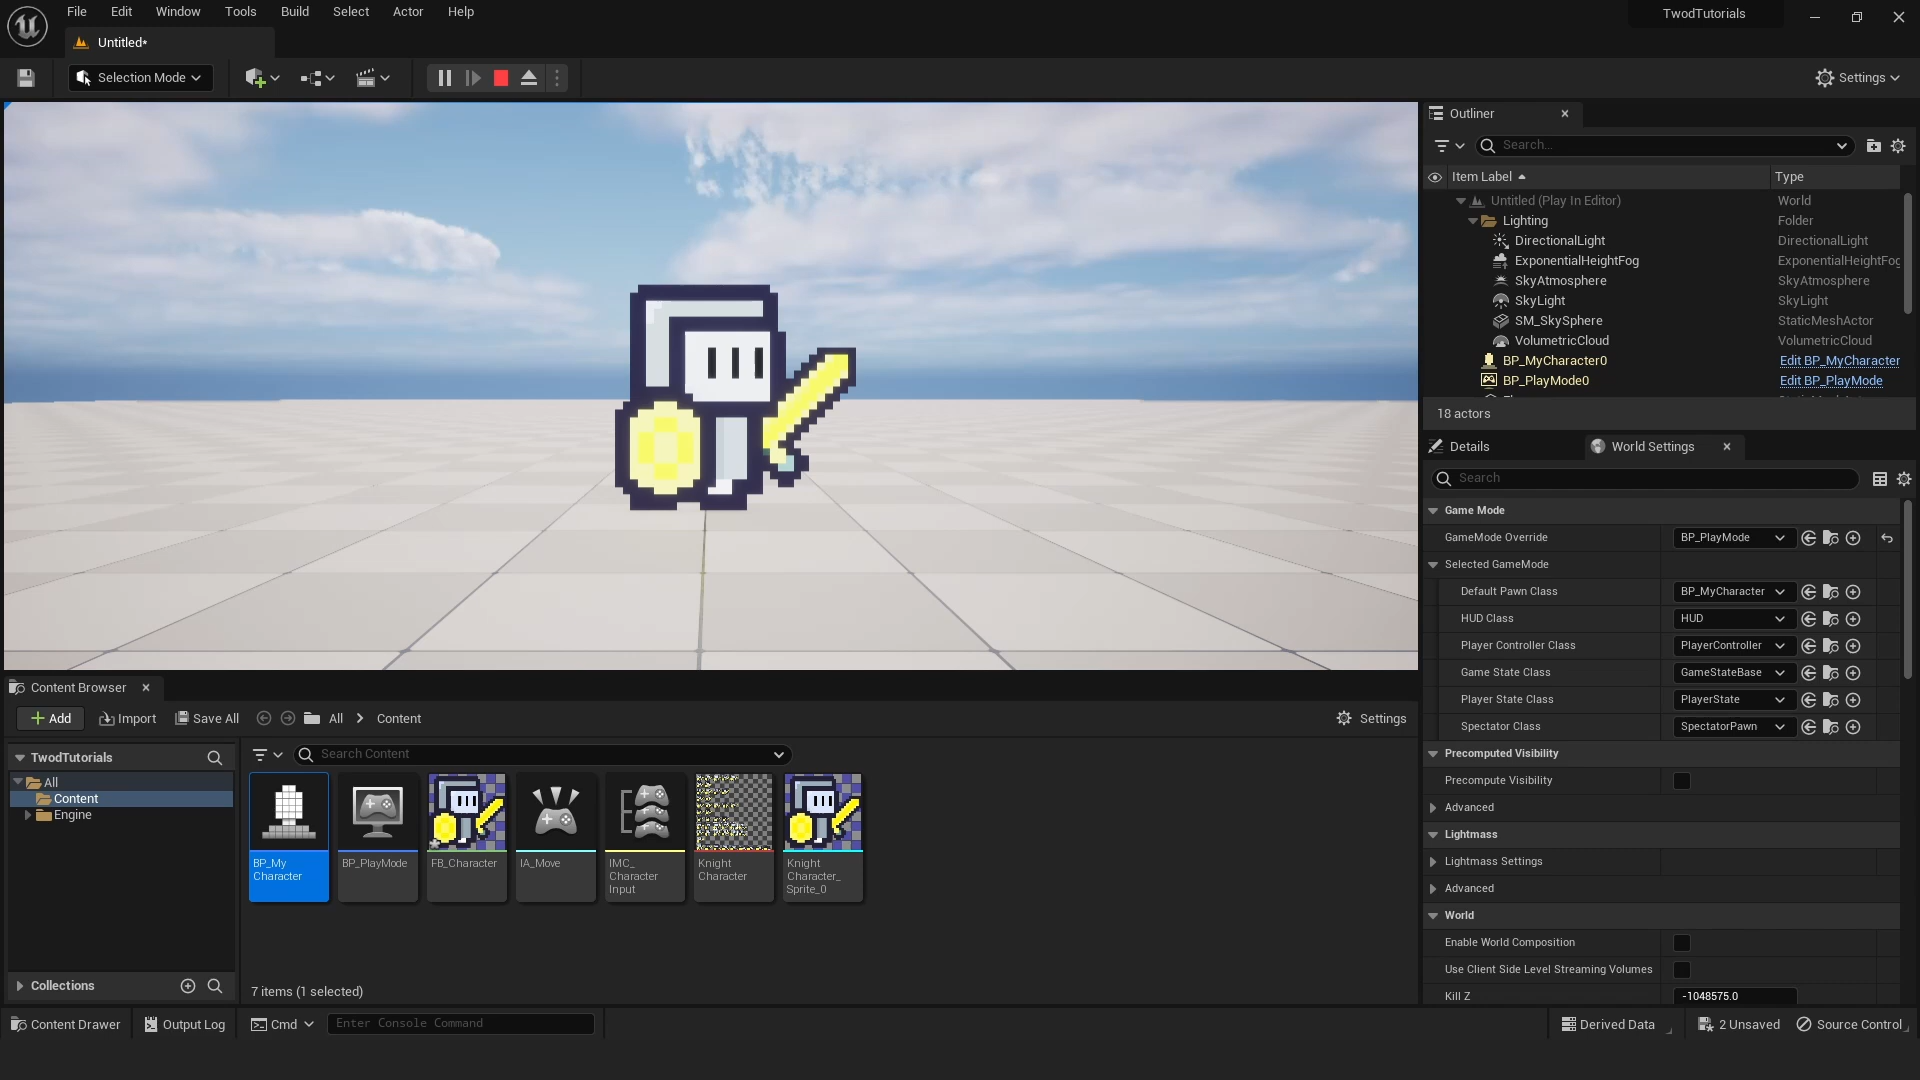 File Edit Window Tools Build Select Actor Help
TwodTutorials
Untitled*
Selection Mode
Settings
Outliner
Search...
Item Label Type
Untitled (Play In Editor) World
Lighting Folder
DirectionalLight DirectionalLight
ExponentialHeightFog ExponentialHeightFog
SkyAtmosphere SkyAtmosphere
SkyLight SkyLight
SM_SkySphere StaticMeshActor
VolumetricCloud VolumetricCloud
BP_MyCharacter0 Edit BP_MyCharacter
BP_PlayMode0 Edit BP_PlayMode
18 actors
Details World Settings
Search
Game Mode
GameMode Override BP_PlayMode
Selected GameMode
Default Pawn Class BP_MyCharacter
HUD Class HUD
Player Controller Class PlayerController
Game State Class GameStateBase
Player State Class PlayerState
Spectator Class SpectatorPawn
Precomputed Visibility
Precompute Visibility
Advanced
Lightmass
Lightmass Settings
Advanced
World
Enable World Composition
Use Client Side Level Streaming Volumes
Kill Z -1048575.0
Content Browser
Add Import Save All All Content
Settings
TwodTutorials
Search Content
All
Content
Engine
BP_My
Character
BP_PlayMode
FB_Character
IA_Move
IMC_
Character
Input
Knight
Character
Knight
Character_
Sprite_0
Collections
7 items (1 selected)
Content Drawer Output Log Cmd Enter Console Command
Derived Data 2 Unsaved Source Control